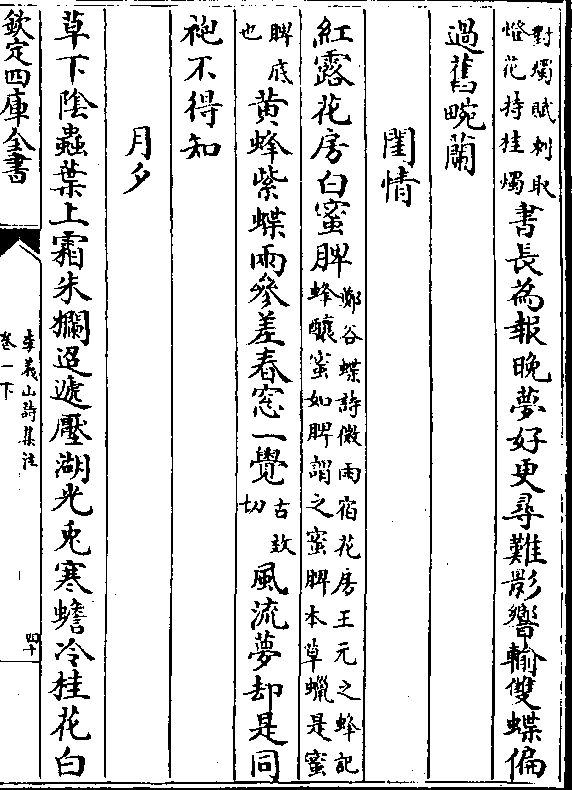 對燭賦刺取燈花持桂燭書長為報晚夢好更尋難影響輸雙蝶偏
過舊畹蘭
閨情
紅露花房白蜜脾鄭谷蝶詩微雨宿花房王元之蜂記蜂釀蜜如脾謂之蜜脾本草蠟是蜜
脾底也黄蜂紫蝶兩參差春窓一覺古效切風流夢却是同
袍不得知
月夕
草下陰蟲葉上霜朱欄迢遞壓湖光兎寒蟾冷桂花白
欽定四庫全書
李義山詩集注
卷一下
四十